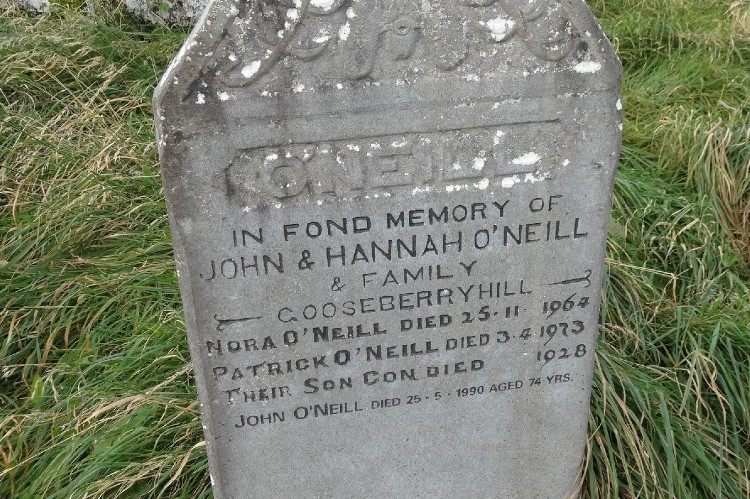 O'NEILL
IN FOND MEMORY OF
JOHN & HANNAH O'NEILL
& FAMILY
GOOSEBERRYHILL
NORA O'NEILL DIED 25·11·1964
PATRICK O'NEILL DIED 3·4·1973
THEIR SON CON. DIED 1928
JOHN O'NEILL DIED 25·5·1990 AGED 74 YRS.